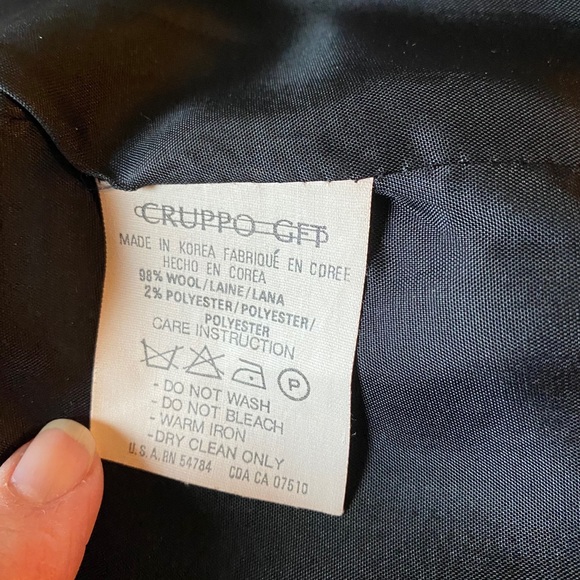 GRUPPO GFT
MADE IN KOREA FABRIQUÉ EN CORÉE
HECHO EN COREA
98% WOOL/LAINE/LANA
2% POLYESTER/POLYESTER/
POLYESTER
CARE INSTRUCTION
P
- DO NOT WASH
- DO NOT BLEACH
- WARM IRON
-DRY CLEAN ONLY
U.S.A. RN 54784 CDA CA 07610